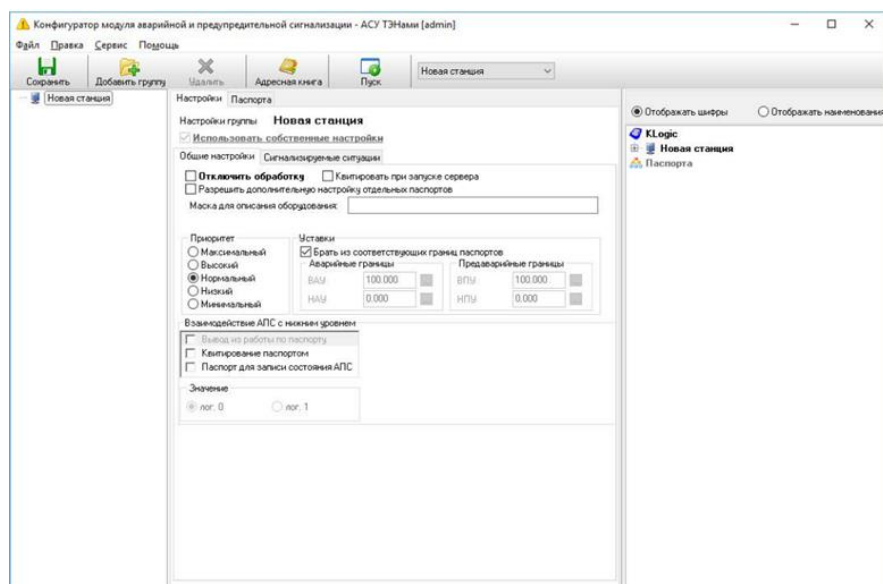 Конфигуратор модуля аварийной и предупредительной сигнализации - АСУ ТЭНами [admin]
Файл Правка Сервис Помощь
Сохранить Добавить группу Удалить Адресная книга Пуск Новая станция
Новая станция
Настройки Паспорта
Настройки группы Новая станция
Использовать собственные настройки
Общие настройки Сигнализируемые ситуации
Отключить обработку Квитировать при запуске сервера
Разрешить дополнительную настройку отдельных паспортов
Маска для описания оборудования:
Приоритет
Максимальный
Высокий
Нормальный
Низкий
Минимальный
Уставки
Брать из соответствующих границ паспортов
Аварийные границы Предаварийные границы
ВАУ 100.000 ВПУ 100.000
НАУ 0.000 НПУ 0.000
Взаимодействие АПС с нижним уровнем
Вывод из работы по паспорту
Квитирование паспортом
Паспорт для записи состояния АПС
Значение
лог. 0 лог. 1
Отображать шифры Отображать наименования
KLogic
Новая станция
Паспорта